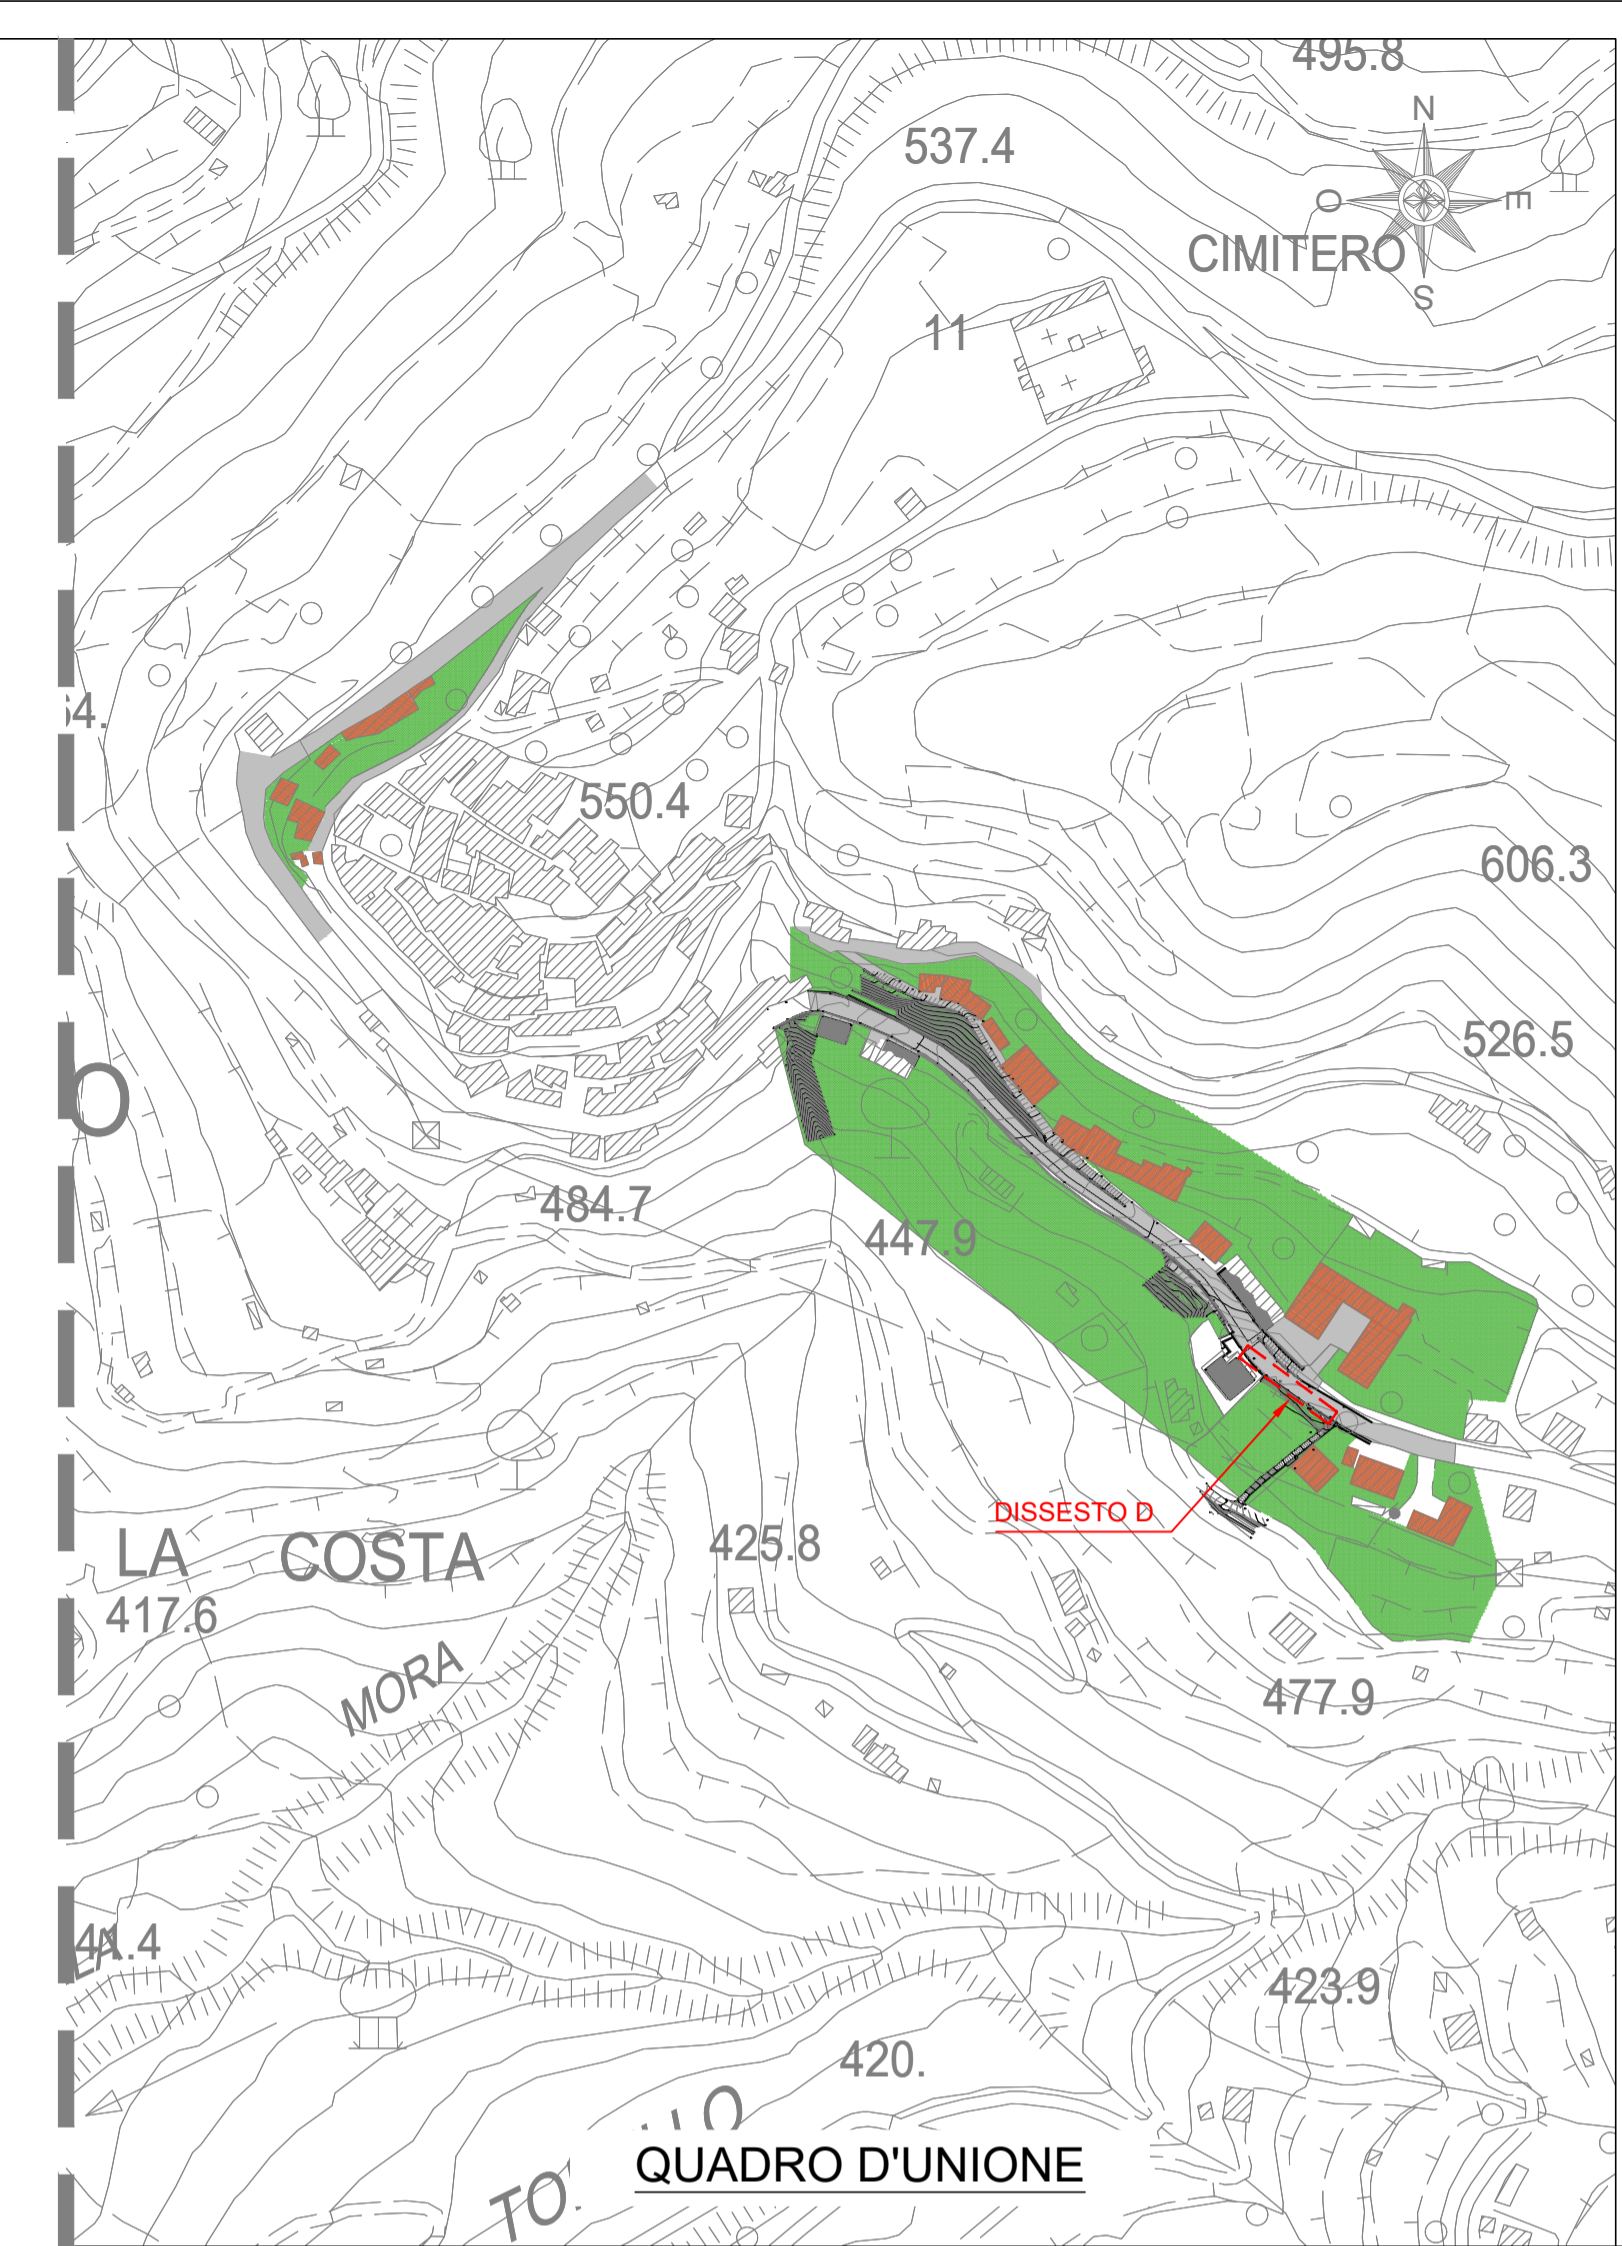 495.8
N
537.4
O
E
CIMITERO
S
11
550.4
606.3
526.5
O
484.7
447.9
DISSESTO D
425.8
LA COSTA
417.6
MORA
477.9
LA
423.9
420.
QUADRO D'UNIONE